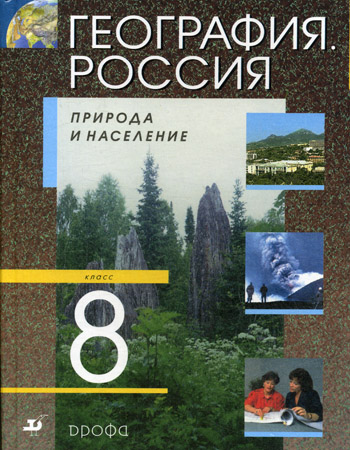 ГЕОГРАФИЯ.
РОССИЯ
ПРИРОДА
И НАСЕЛЕНИЕ
класс
8
дрофа